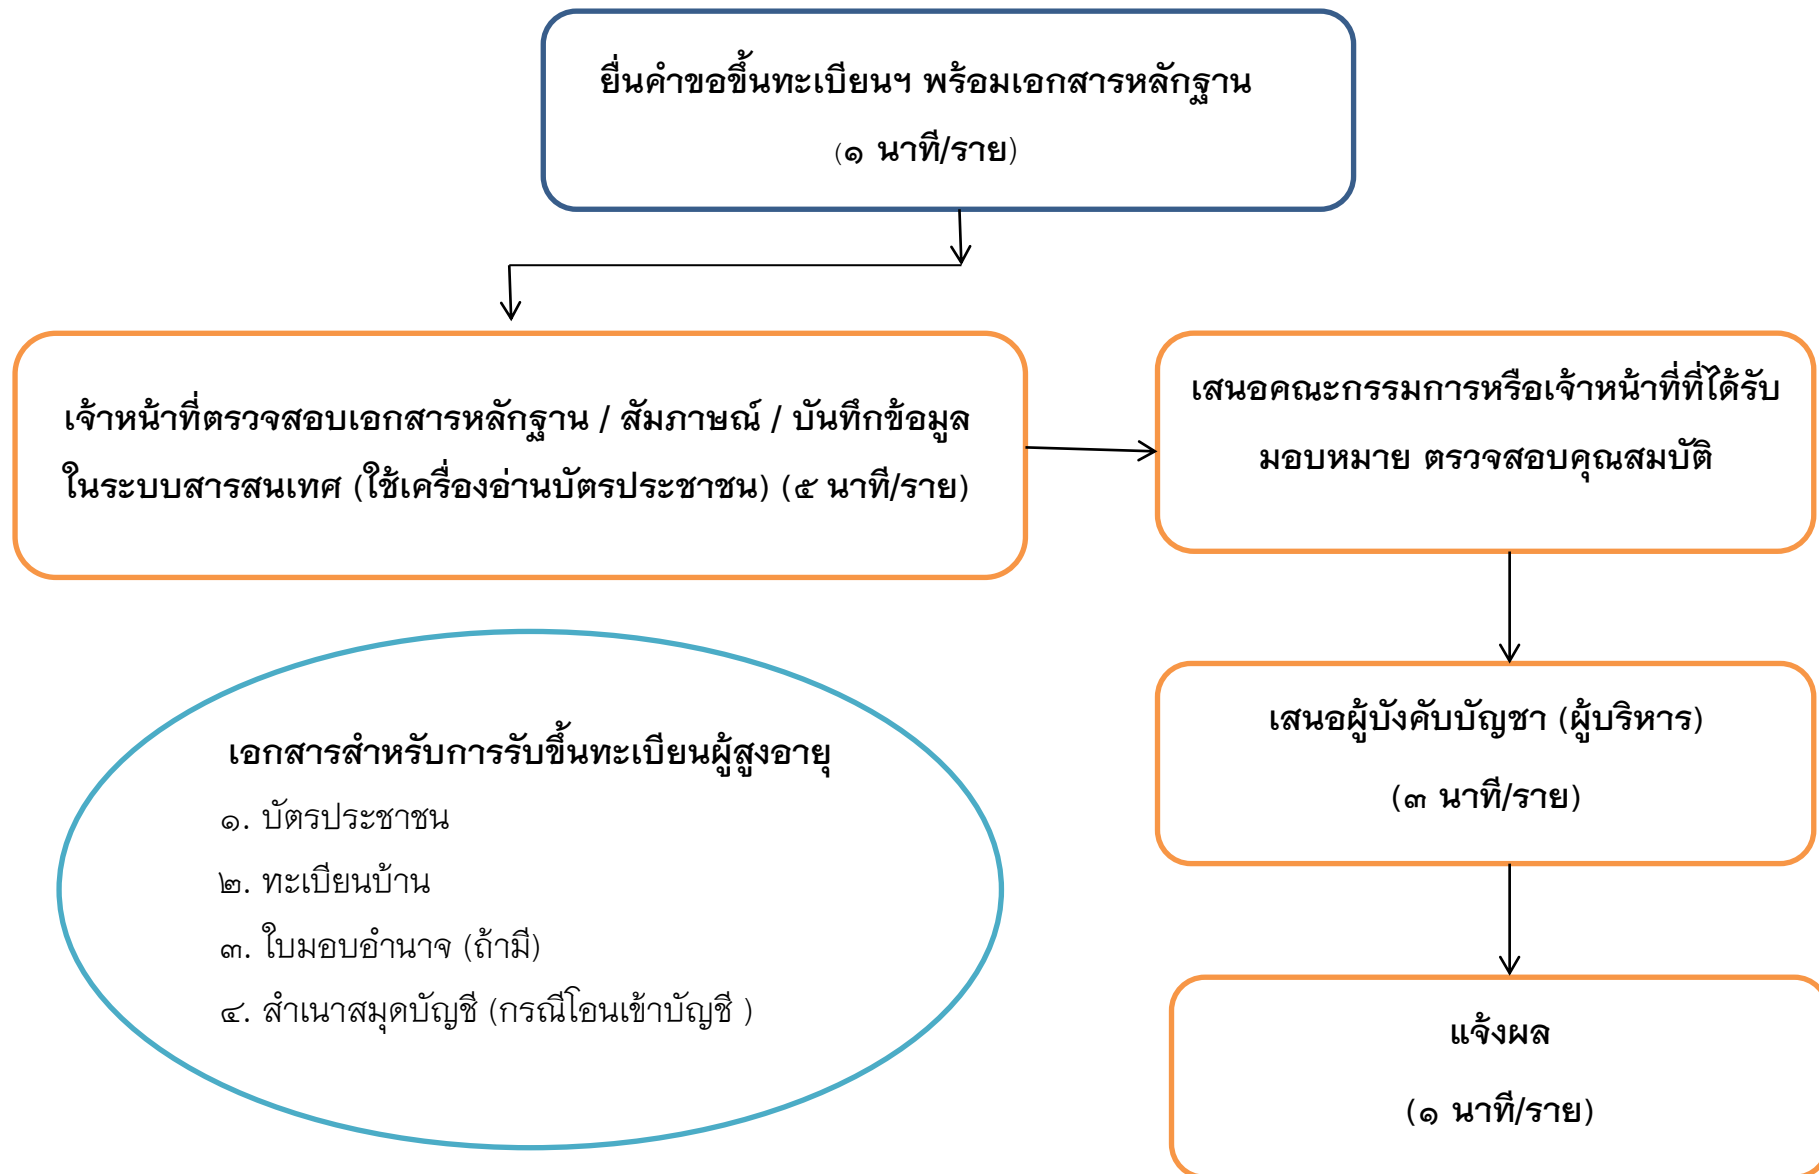 ยื่นคำขอขึ้นทะเบียนฯ พร้อมเอกสารหลักฐาน
(๑ นาที/ราย)
เจ้าหน้าที่ตรวจสอบเอกสารหลักฐาน / สัมภาษณ์ / บันทึกข้อมูล
ในระบบสารสนเทศ (ใช้เครื่องอ่านบัตรประชาชน) (๕ นาที/ราย)
เสนอคณะกรรมการหรือเจ้าหน้าที่ที่ได้รับ
มอบหมาย ตรวจสอบคุณสมบัติ
เสนอผู้บังคับบัญชา (ผู้บริหาร)
(๓ นาที/ราย)
แจ้งผล
(๑ นาที/ราย)
เอกสารสำหรับการรับขึ้นทะเบียนผู้สูงอายุ
๑. บัตรประชาชน
๒. ทะเบียนบ้าน
๓. ใบมอบอำนาจ (ถ้ามี)
๔. สำเนาสมุดบัญชี (กรณีโอนเข้าบัญชี )